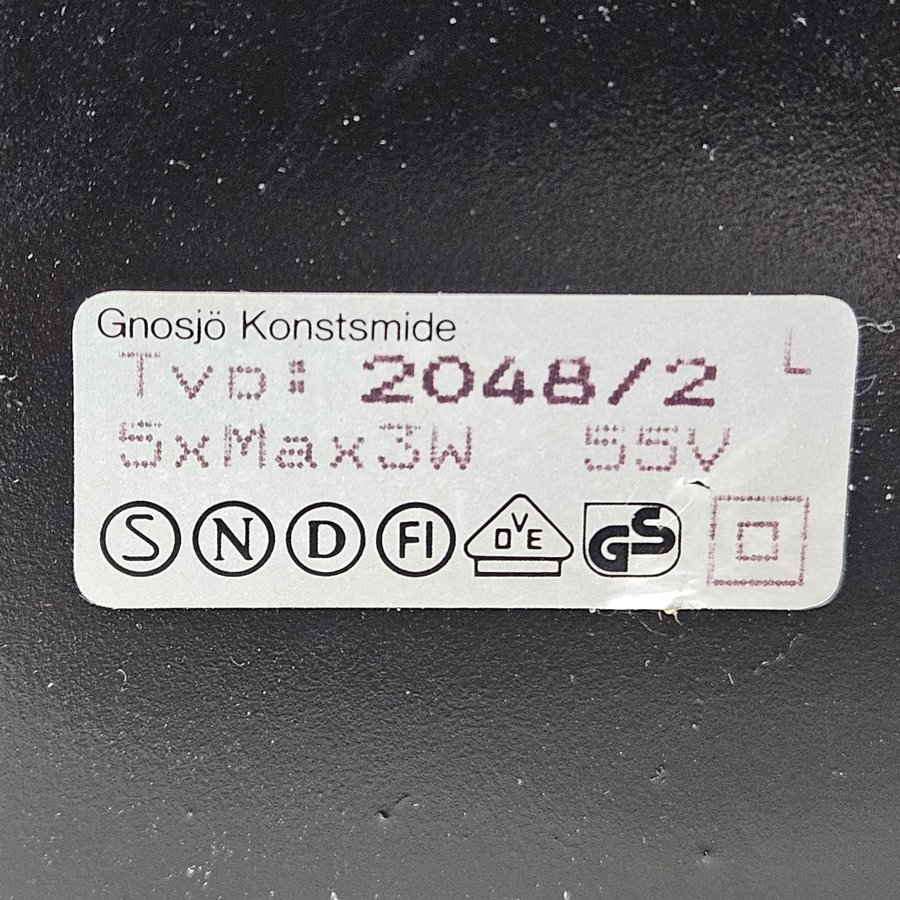 Gnosjö Konstsmide
Typ: 2048/2 L
5xMax3W 55V
S N D FI DVE GS